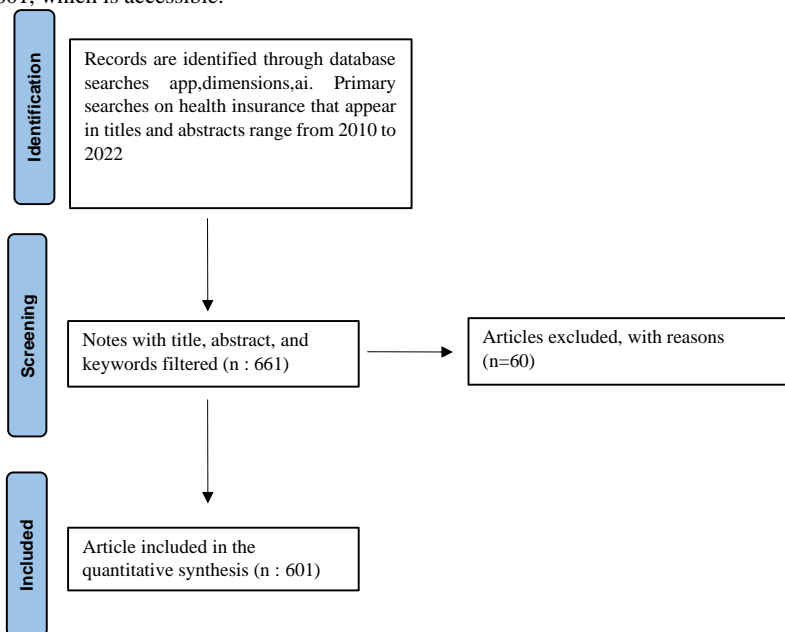 which is accessible.
Identification
Records are identified through database
searches app,dimensions,ai. Primary
searches on health insurance that appear
in titles and abstracts range from 2010 to
2022
Screening
Notes with title, abstract, and
keywords filtered (n : 661)
Articles excluded, with reasons
(n=60)
Included
Article included in the
quantitative synthesis (n : 601)